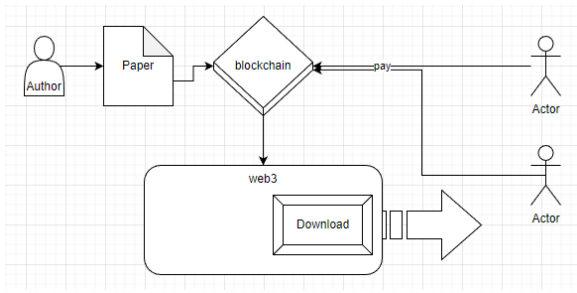 Author
Paper
blockchain
pay
Actor
web3
Download
Actor